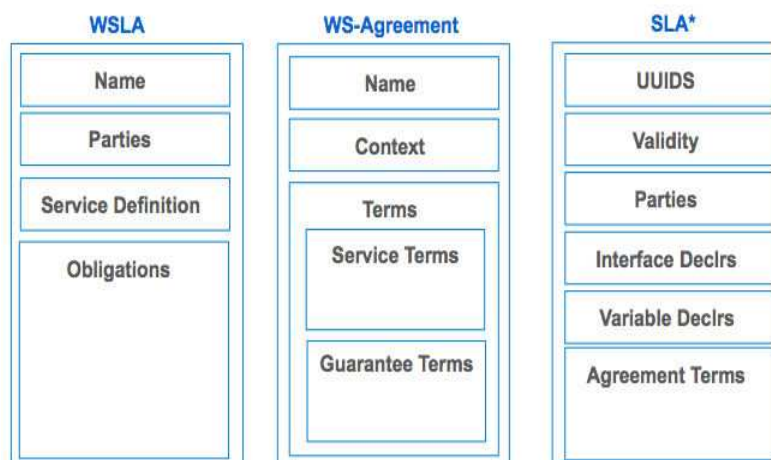 WSLA
Name
Parties
Service Definition
Obligations
WS-Agreement
Name
Context
Terms
Service Terms
Guarantee Terms
SLA*
UUIDS
Validity
Parties
Interface Declrs
Variable Declrs
Agreement Terms